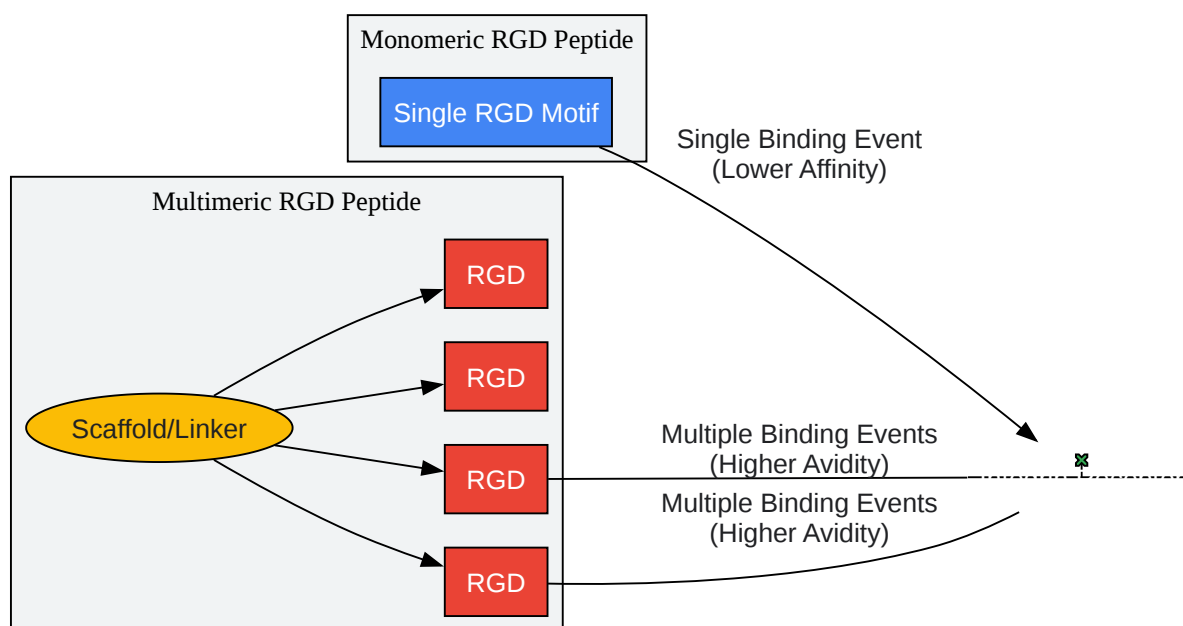 Monomeric RGD Peptide
Single RGD Motif
Single Binding Event
(Lower Affinity)
Multimeric RGD Peptide
RGD
RGD
Scaffold/Linker
RGD
RGD
Multiple Binding Events
(Higher Avidity)
Multiple Binding Events
(Higher Avidity)